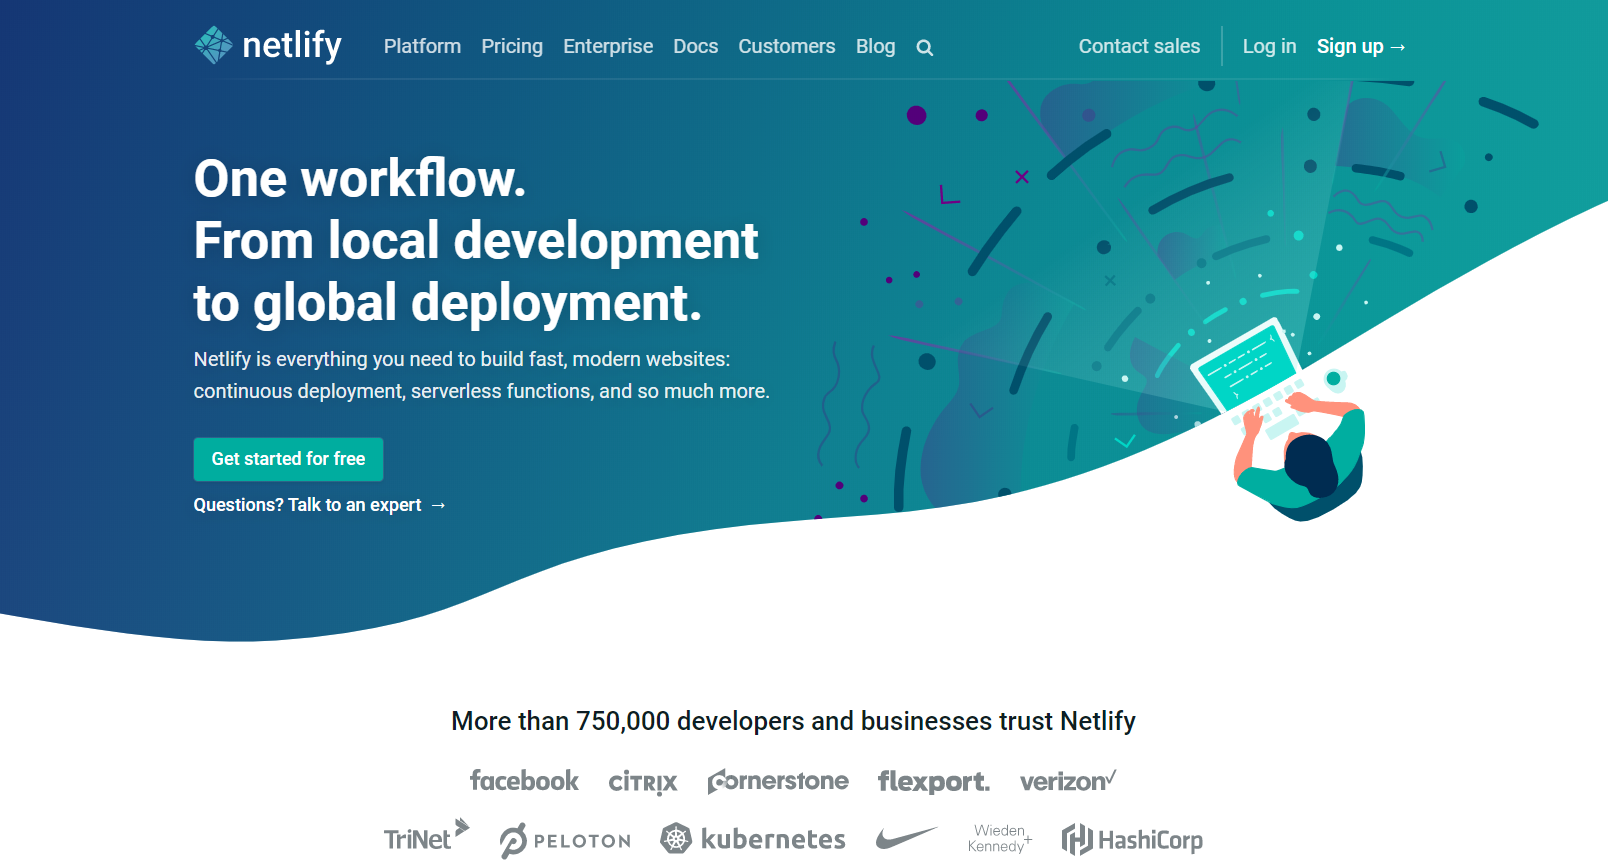 netlify Platform Pricing Enterprise Docs Customers Blog Contact sales Log in Sign up →
One workflow.
From local development
to global deployment.
Netlify is everything you need to build fast, modern websites:
continuous deployment, serverless functions, and so much more.
Get started for free
Questions? Talk to an expert →
More than 750,000 developers and businesses trust Netlify
facebook CiTRIX Cornerstone flexport. verizon✓
TriNet PELOTON kubernetes Wieden
Kennedy+ HashiCorp